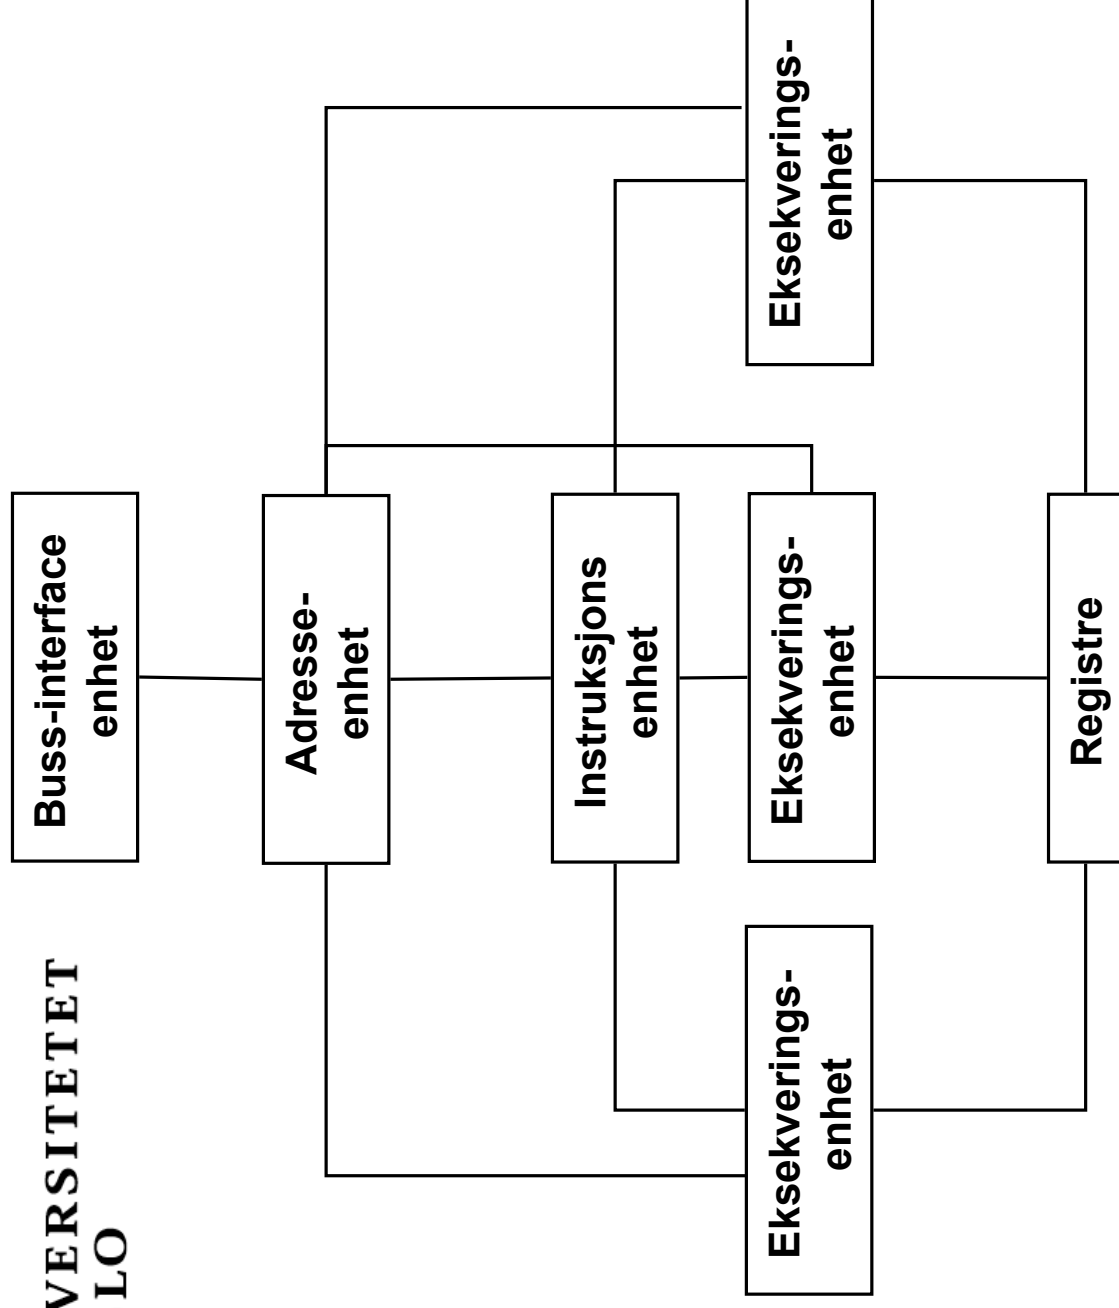 VERSITETET
LO
Buss-interface
enhet
Adresse-
enhet
Instruksjons
enhet
Eksekverings-
enhet
Eksekverings-
enhet
Eksekverings-
enhet
Registre